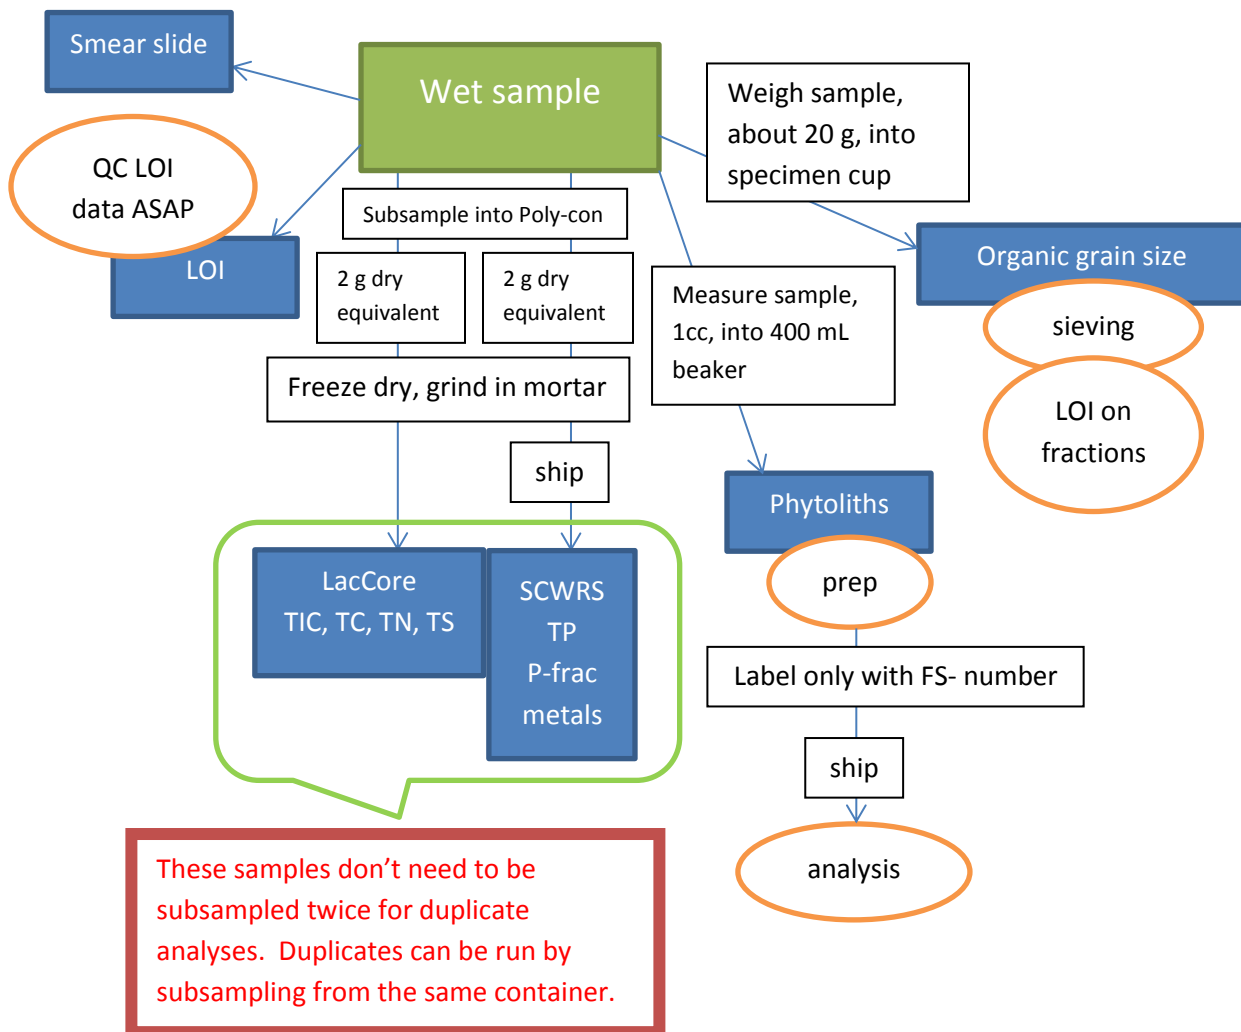 Smear slide
Wet sample
Weigh sample,
about 20 g, into
specimen cup
QC LOI
data ASAP
LOI
Subsample into Poly-con
2 g dry
equivalent
2 g dry
equivalent
Organic grain size
sieving
LOI on
fractions
Measure sample,
1cc, into 400 mL
beaker
Freeze dry, grind in mortar
ship
Phytoliths
prep
LacCore
TIC, TC, TN, TS
SCWRS
TP
P-frac
metals
Label only with FS- number
ship
analysis
These samples don’t need to be
subsampled twice for duplicate
analyses.  Duplicates can be run by
subsampling from the same container.